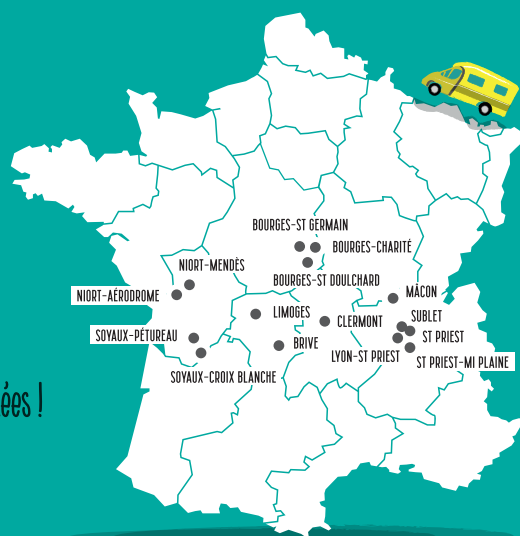 BOURGES-ST GERMAIN
BOURGES-CHARITÉ
NIORT-MENDÈS
BOURGES-ST DOULCHARD
NIORT-AÉRODROME
MÂCON
LIMOGES
CLERMONT
SUBLET
SOYAUX-PÉTUREAU
ST PRIEST
BRIVE
LYON-ST PRIEST
ST PRIEST-MI PLAINE
SOYAUX-CROIX BLANCHE
ées !